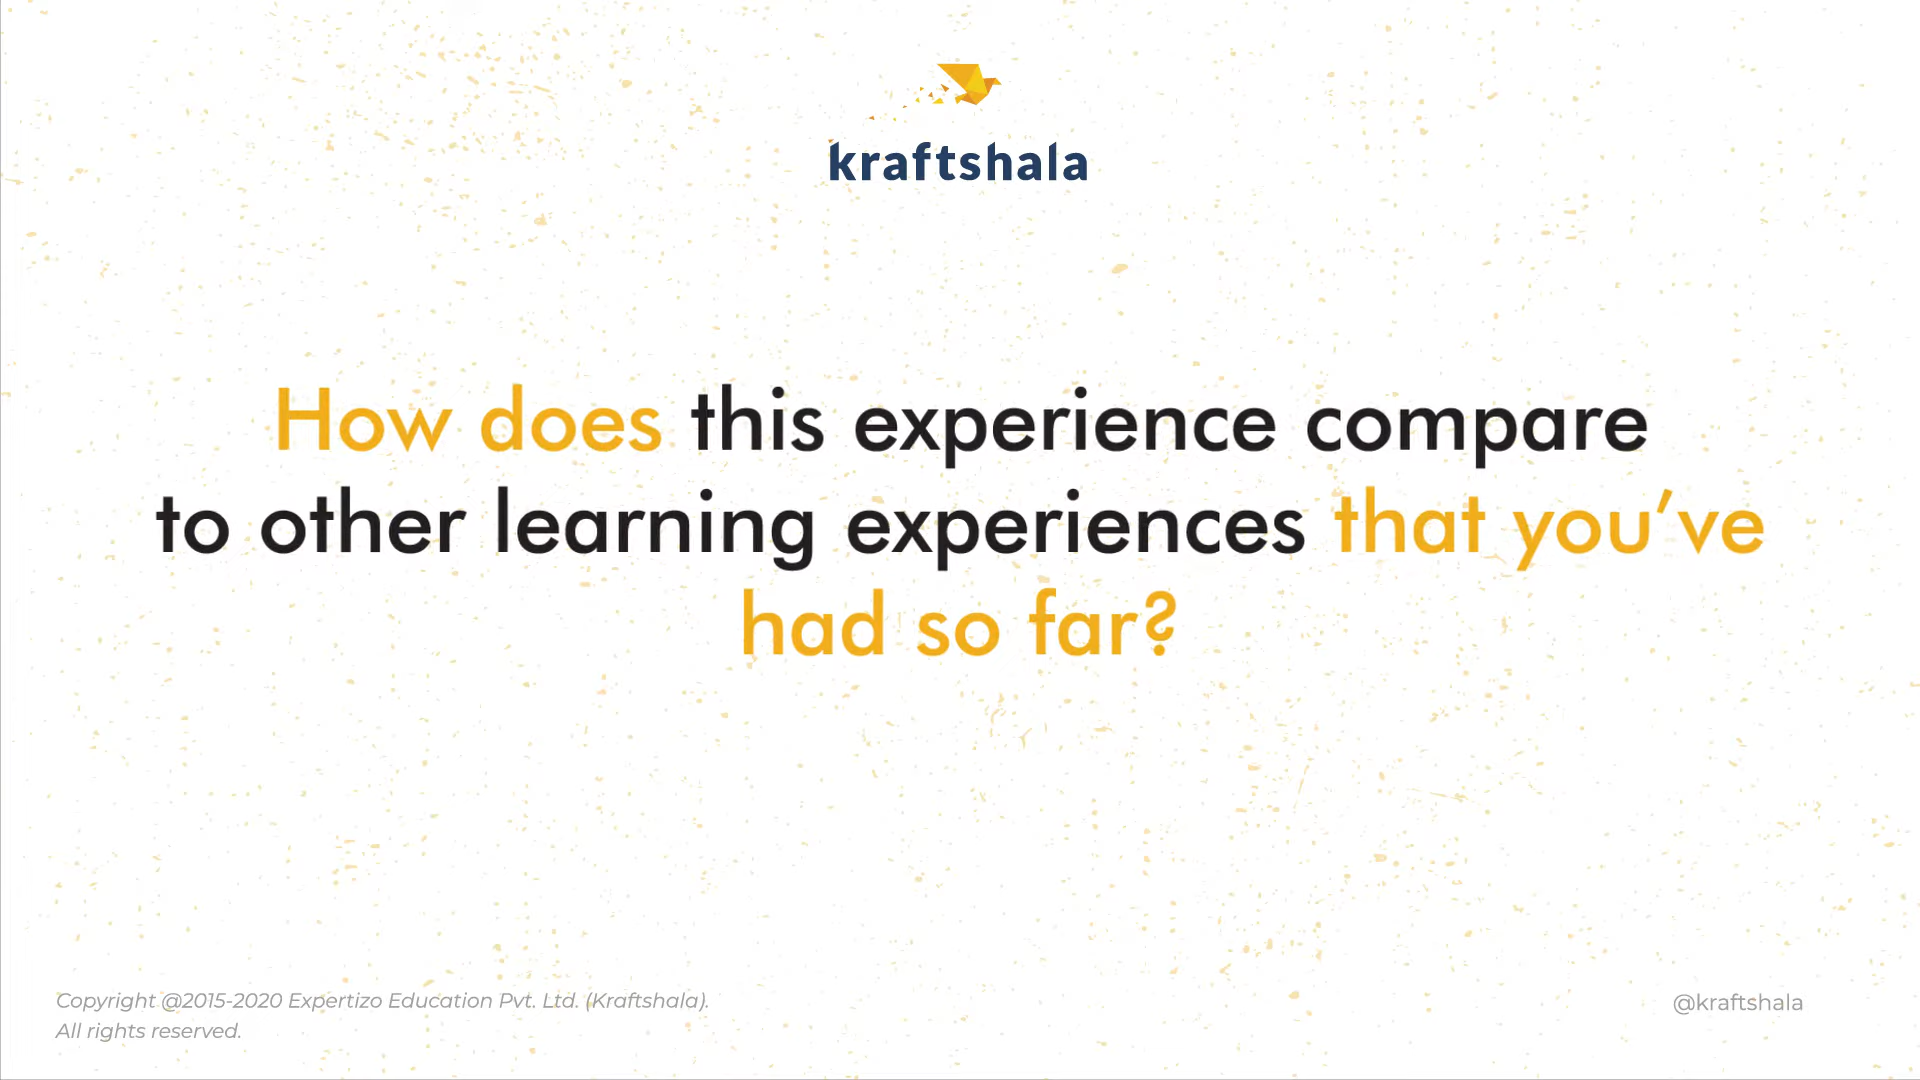 kraftshala
How does this experience compare
to other learning experiences that you've
had so far?
Copyright @2015-2020 Expertizo Education Pvt. Ltd. (Kraftshala).
All rights reserved.
@kraftshala